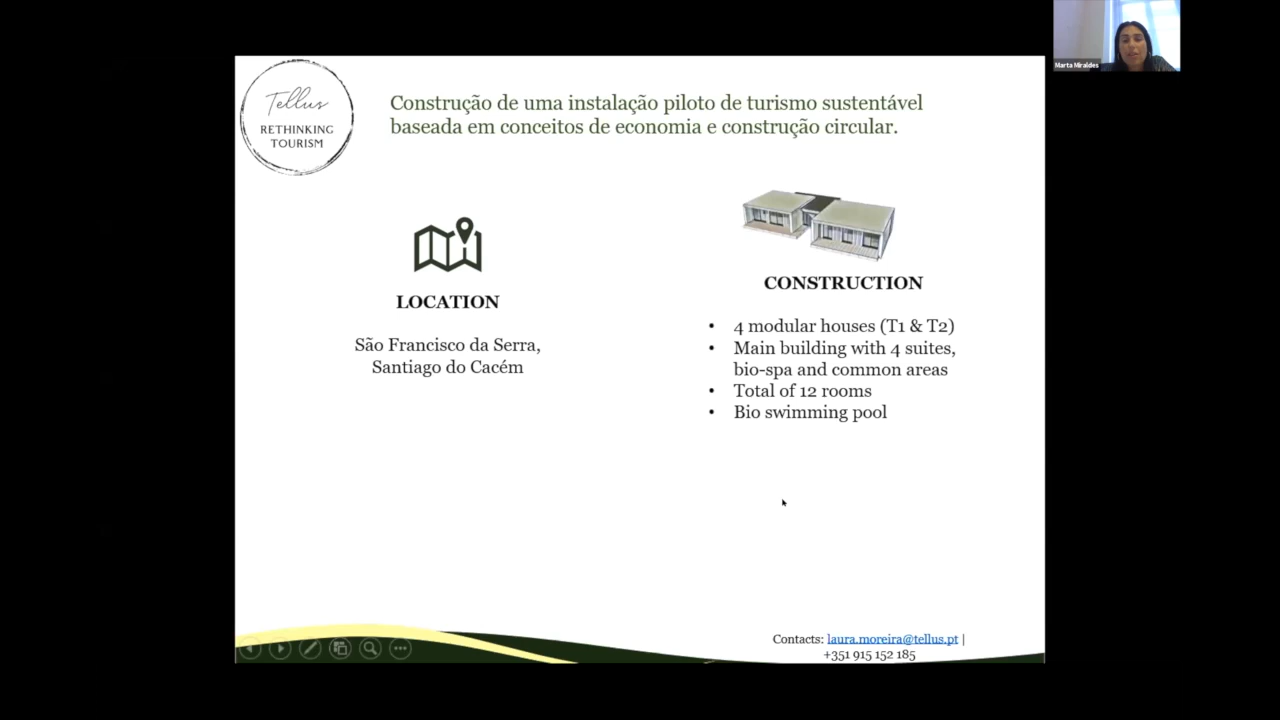 Tellus
RETHINKING
TOURISM
Construção de uma instalação piloto de turismo sustentável
baseada em conceitos de economia e construção circular.
LOCATION
São Francisco da Serra,
Santiago do Cacém
CONSTRUCTION
• 4 modular houses (T1 & T2)
• Main building with 4 suites,
bio-spa and common areas
• Total of 12 rooms
• Bio swimming pool
Contacts: laura.moreira@tellus.pt |
+351 915 152 185
Marta Miraldes